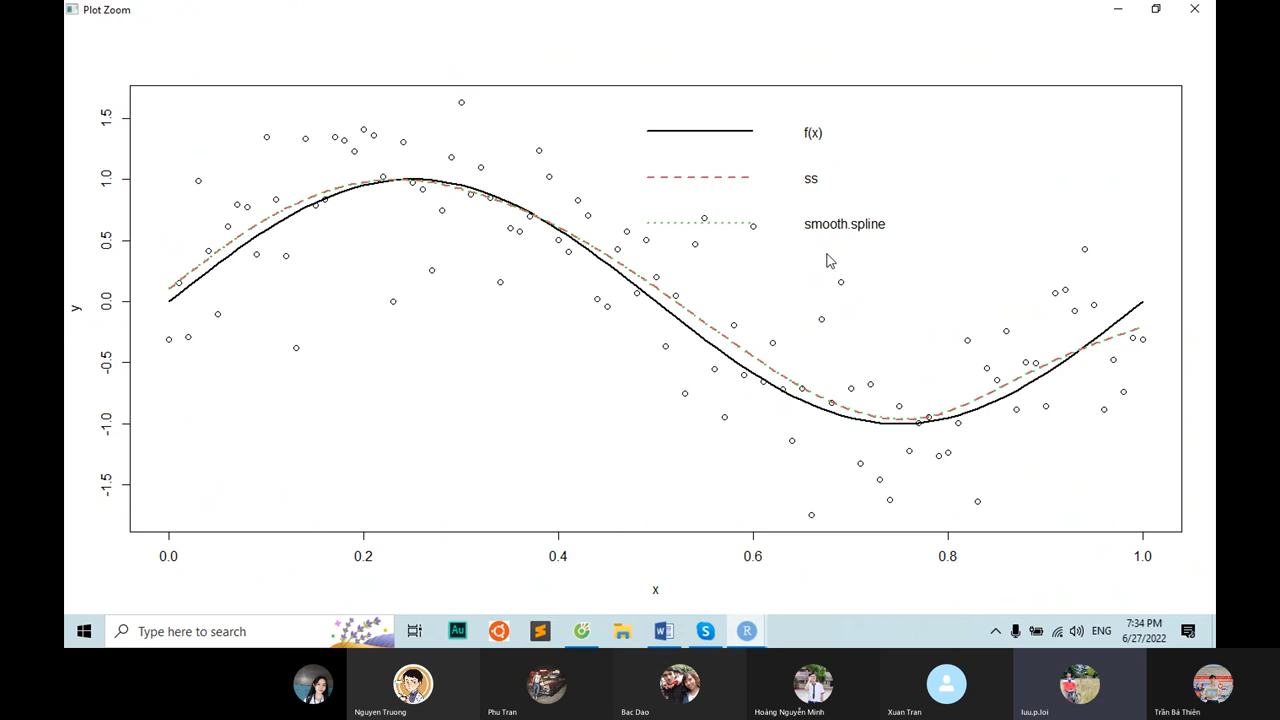 Plot Zoom
f(x)
ss
smooth.spline
1.5
1.0
0.5
0.0
-0.5
-1.0
-1.5
y
0.0 0.2 0.4 0.6 0.8 1.0
x
Type here to search
Au
W
S
R
ENG
7:34 PM
6/27/2022
Nguyen Truong
Phu Tran
Bac Dao
Hoàng Nguyễn Minh
Xuan Tran
luu.p.loi
Trần Bá Thiên